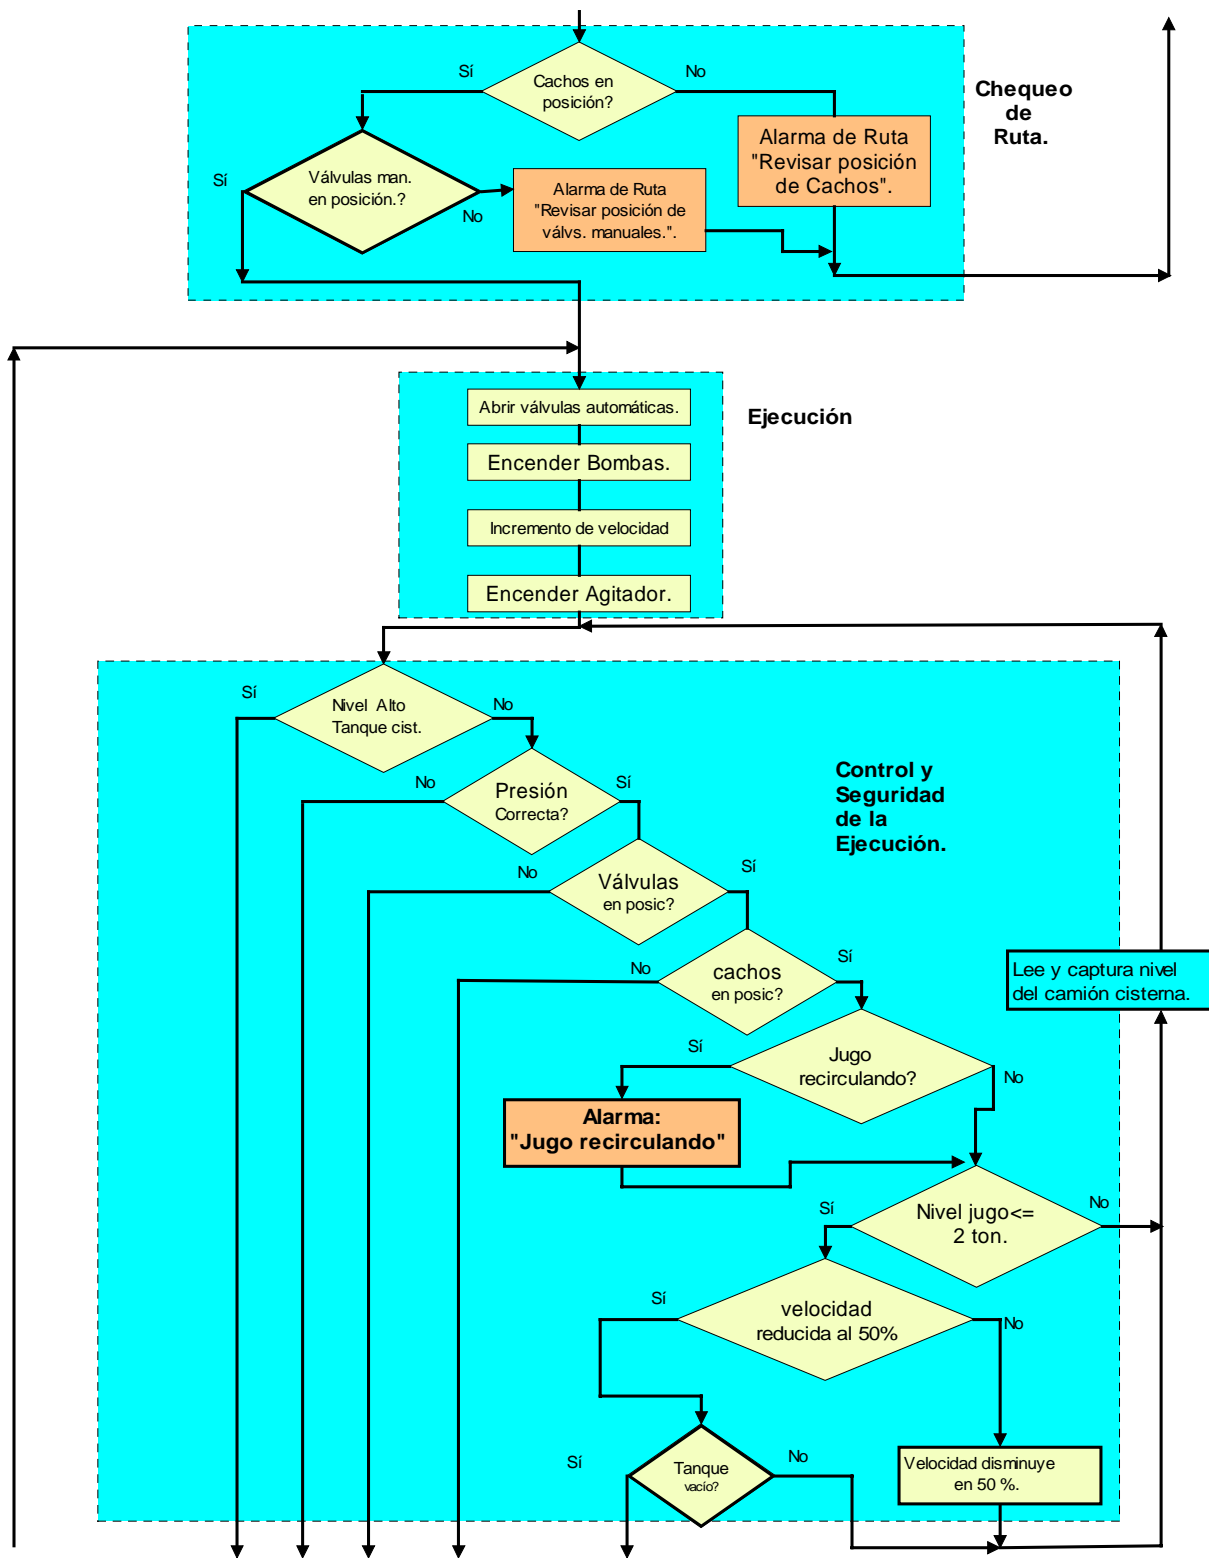 Sí
No
Cachos en
posición?
Chequeo
de
Ruta.
Alarma de Ruta
"Revisar posición
de Cachos".
Sí
Válvulas man.
en posición.?
No
Alarma de Ruta
"Revisar posición de
válvs. manuales.".
Abrir válvulas automáticas.
Ejecución
Encender Bombas.
Incremento de velocidad
Encender Agitador.
Sí
Nivel Alto
Tanque cist.
No
No
Presión
Correcta?
Sí
Control y
Seguridad
de la
Ejecución.
No
Válvulas
en posic?
Sí
No
cachos
en posic?
Sí
Lee y captura nivel
del camión cisterna.
Sí
Jugo
recirculando?
No
Alarma:
"Jugo recirculando"
Sí
Nivel jugo<=
2 ton.
No
Sí
velocidad
reducida al 50%
No
Sí
Tanque
vacío?
No
Velocidad disminuye
en 50 %.